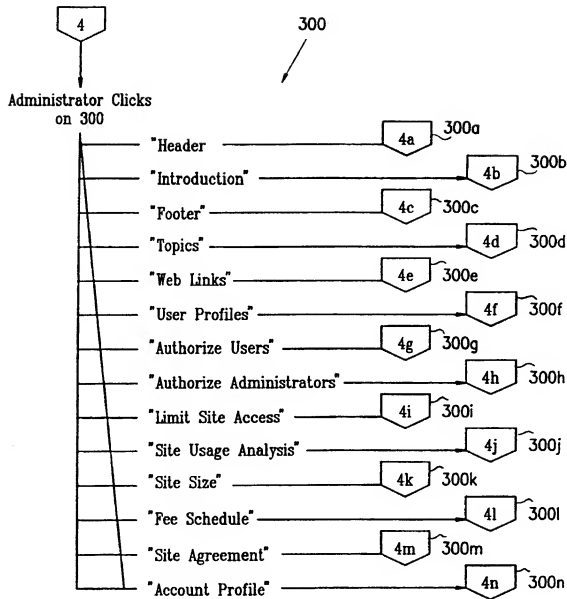 4
300
Administrator Clicks
on 300
"Header 4a 300a
"Introduction" 4b 300b
"Footer" 4c 300c
"Topics" 4d 300d
"Web Links" 4e 300e
"User Profiles" 4f 300f
"Authorize Users" 4g 300g
"Authorize Administrators" 4h 300h
"Limit Site Access" 4i 300i
"Site Usage Analysis" 4j 300j
"Site Size" 4k 300k
"Fee Schedule" 4l 300l
"Site Agreement" 4m 300m
"Account Profile" 4n 300n